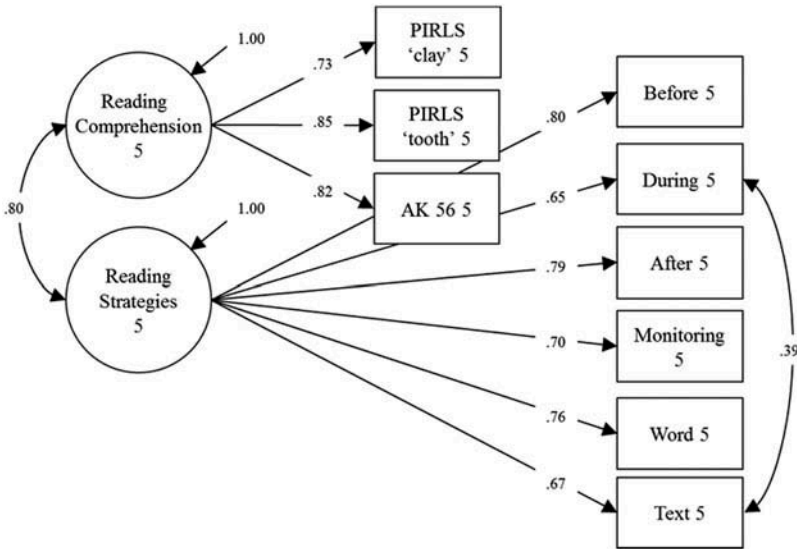 1.00
Reading
Comprehension
5
.80
1.00
Reading
Strategies
5
.73
.85
.82
PIRLS
‘clay’ 5
PIRLS
‘tooth’ 5
AK 56 5
.80
.65
.79
.70
.76
.67
Before 5
During 5
After 5
Monitoring
5
Word 5
Text 5
.39